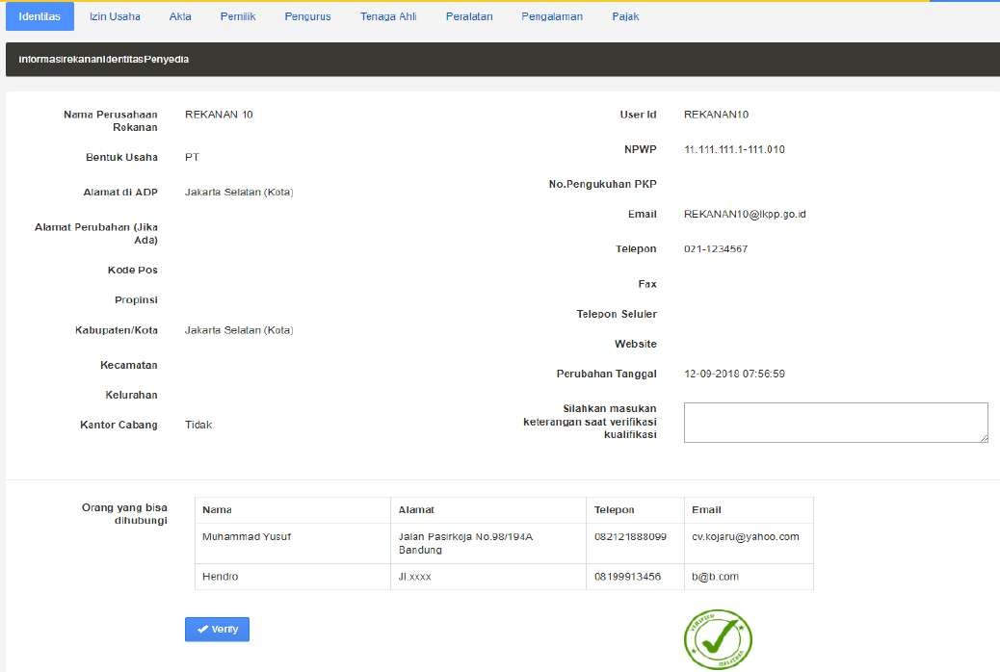 Identitas Izin Usaha Akta Pemilik Pengurus Tenaga Ahli Peralatan Pengalaman Pajak
informasirekananIdentitasPenyedia
Nama Perusahaan Rekanan REKANAN 10
Bentuk Usaha PT
Alamat di ADP Jakarta Selatan (Kota)
Alamat Perubahan (Jika
Ada)
Kode Pos
Propinsi
Kabupaten/Kota Jakarta Selatan (Kota)
Kecamatan
Kelurahan
Kantor Cabang Tidak
User Id REKANAN10
NPWP 11.111.111.1-111.010
No.Pengukuhan PKP
Email REKANAN10@lkpp.go.id
Telepon 021-1234567
Fax
Telepon Seluler
Website
Perubahan Tanggal 12-09-2018 07:56:59
Silahkan masukan
keterangan saat verifikasi
kualifikasi
Orang yang bisa
dihubungi
Nama Alamat Telepon Email
Muhammad Yusuf Jalan Pasirkoja No.98/194A 082121888099 cv.kojaru@yahoo.com
Bandung
Hendro Jl.xxxx 08199913456 b@b.com
Verify
VERIFIED
VERIFIED